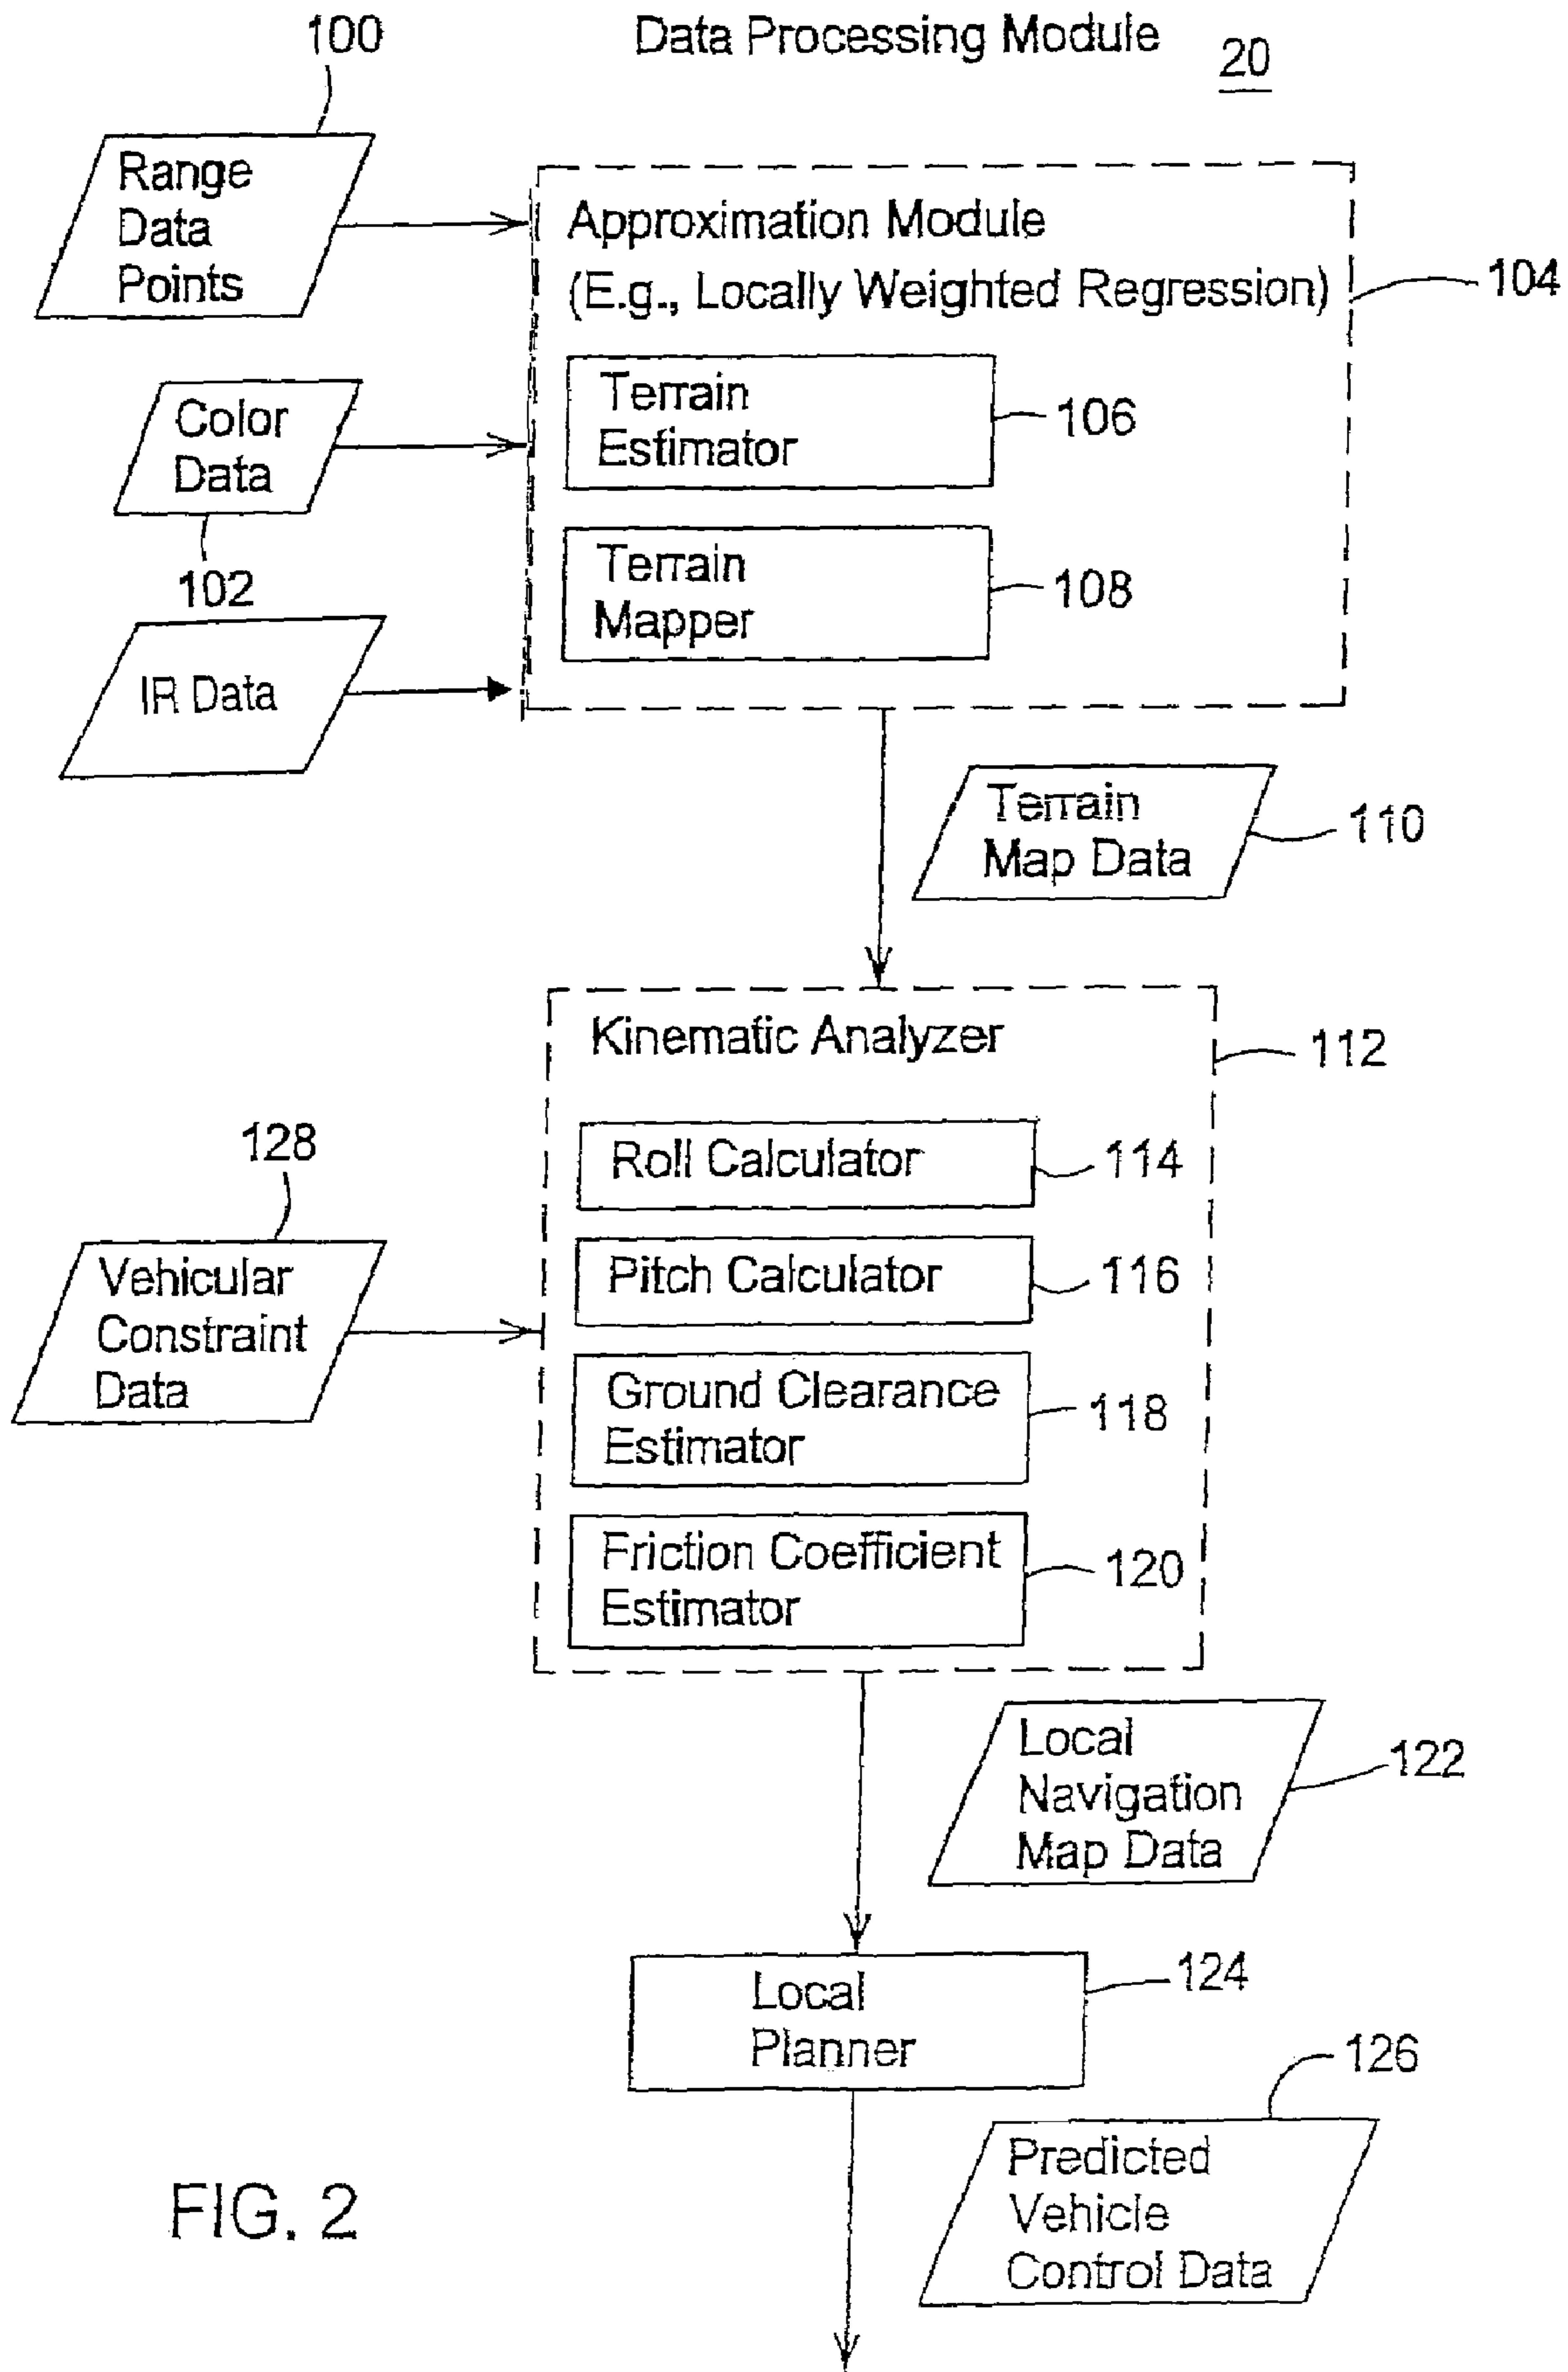 100
Data Processing Module
20
Range
Data
Points
Approximation Module
(E.g., Locally Weighted Regression)
104
Color
Data
102
Terrain
Estimator
106
Terrain
Mapper
108
IR Data
Terrain
Map Data
110
Kinematic Analyzer
112
128
Vehicular
Constraint
Data
Roll Calculator
114
Pitch Calculator
116
Ground Clearance
Estimator
118
Friction Coefficient
Estimator
120
Local
Navigation
Map Data
122
Local
Planner
124
126
Predicted
Vehicle
Control Data
FIG. 2